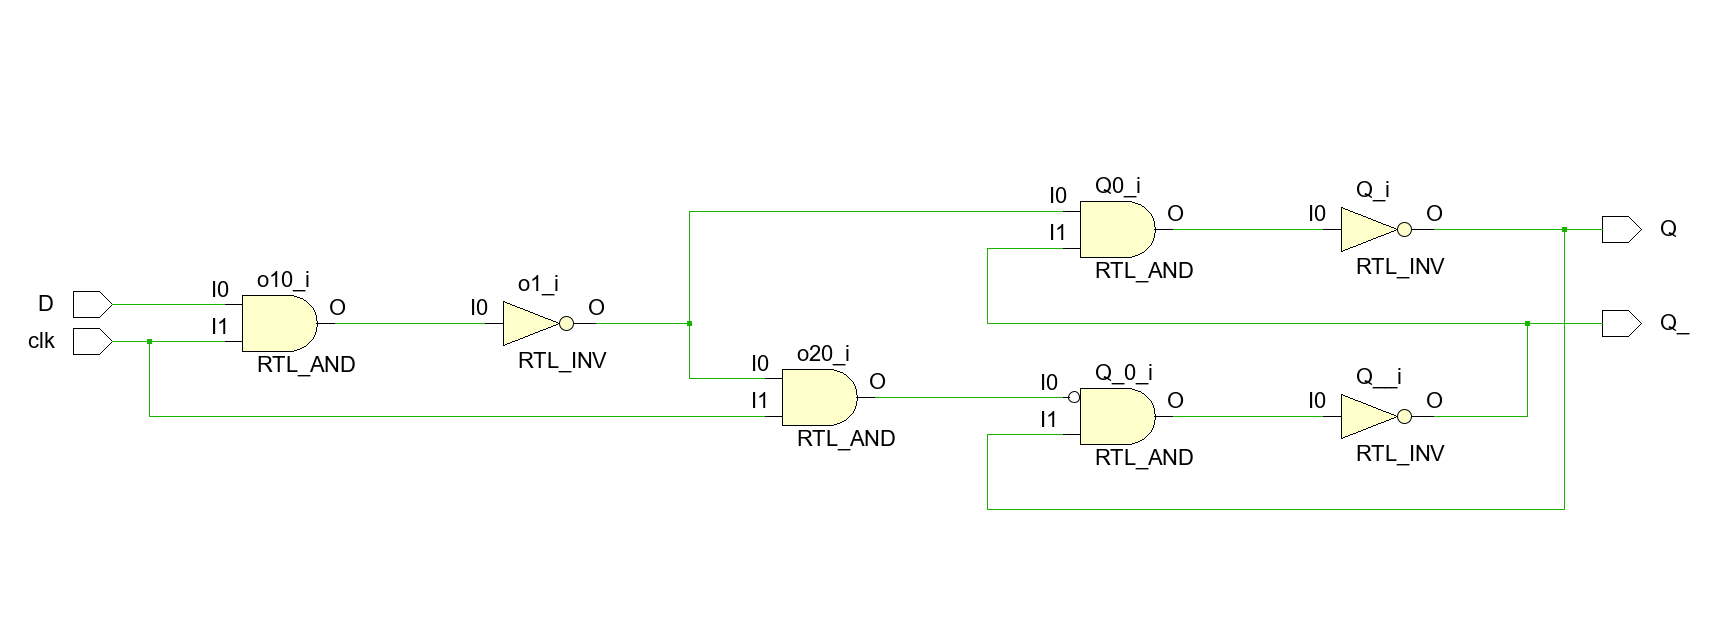 Q0_i
I0
O
I1
RTL_AND
Q_i
I0
O
RTL_INV
Q
D
clk
o10_i
I0
O
I1
RTL_AND
o1_i
I0
O
RTL_INV
Q_
o20_i
I0
O
I1
RTL_AND
Q_0_i
I0
O
I1
RTL_AND
Q__i
I0
O
RTL_INV